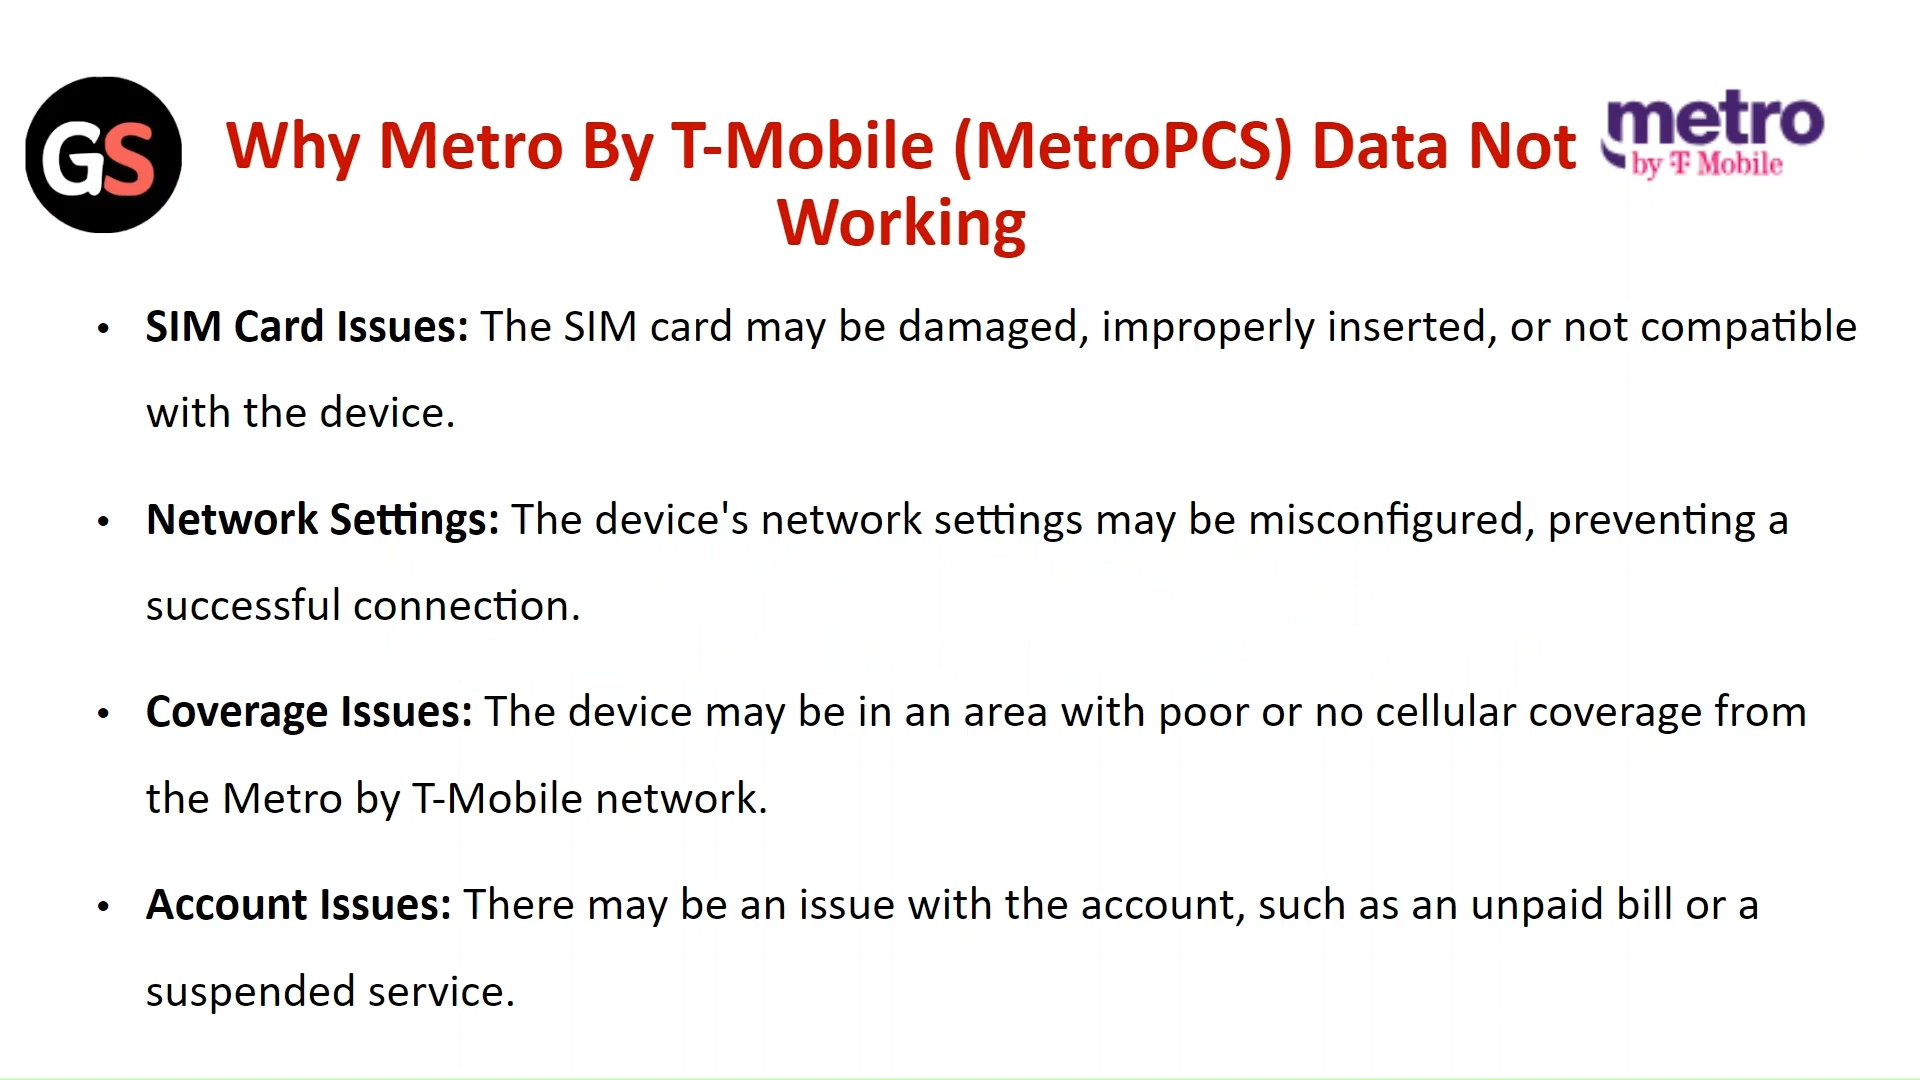 GS
Why Metro By T-Mobile (MetroPCS) Data Not
Working
metro
by T Mobile
• SIM Card Issues: The SIM card may be damaged, improperly inserted, or not compatible
with the device.
• Network Settings: The device's network settings may be misconfigured, preventing a
successful connection.
• Coverage Issues: The device may be in an area with poor or no cellular coverage from
the Metro by T-Mobile network.
• Account Issues: There may be an issue with the account, such as an unpaid bill or a
suspended service.